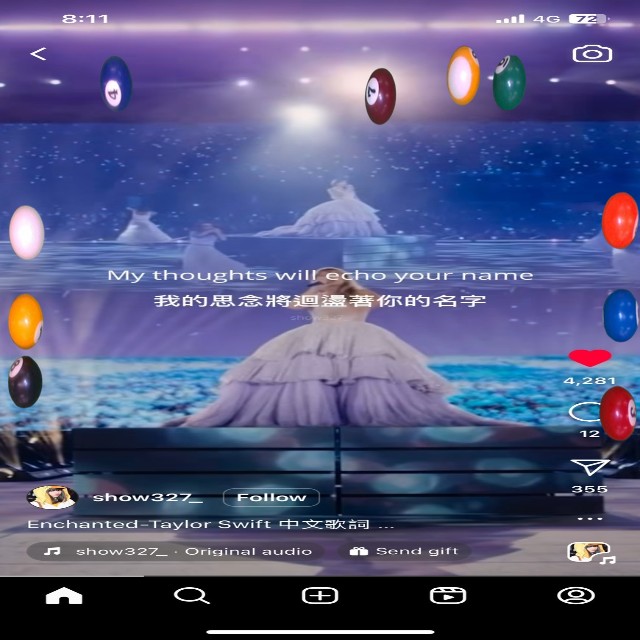 8:11
4G 72
My thoughts will echo your name
我的思念將迴盪著你的名字
4,281
12
355
show327_ Follow
Enchanted-Taylor Swift 中文歌詞 ...
show327_ · Original audio Send gift